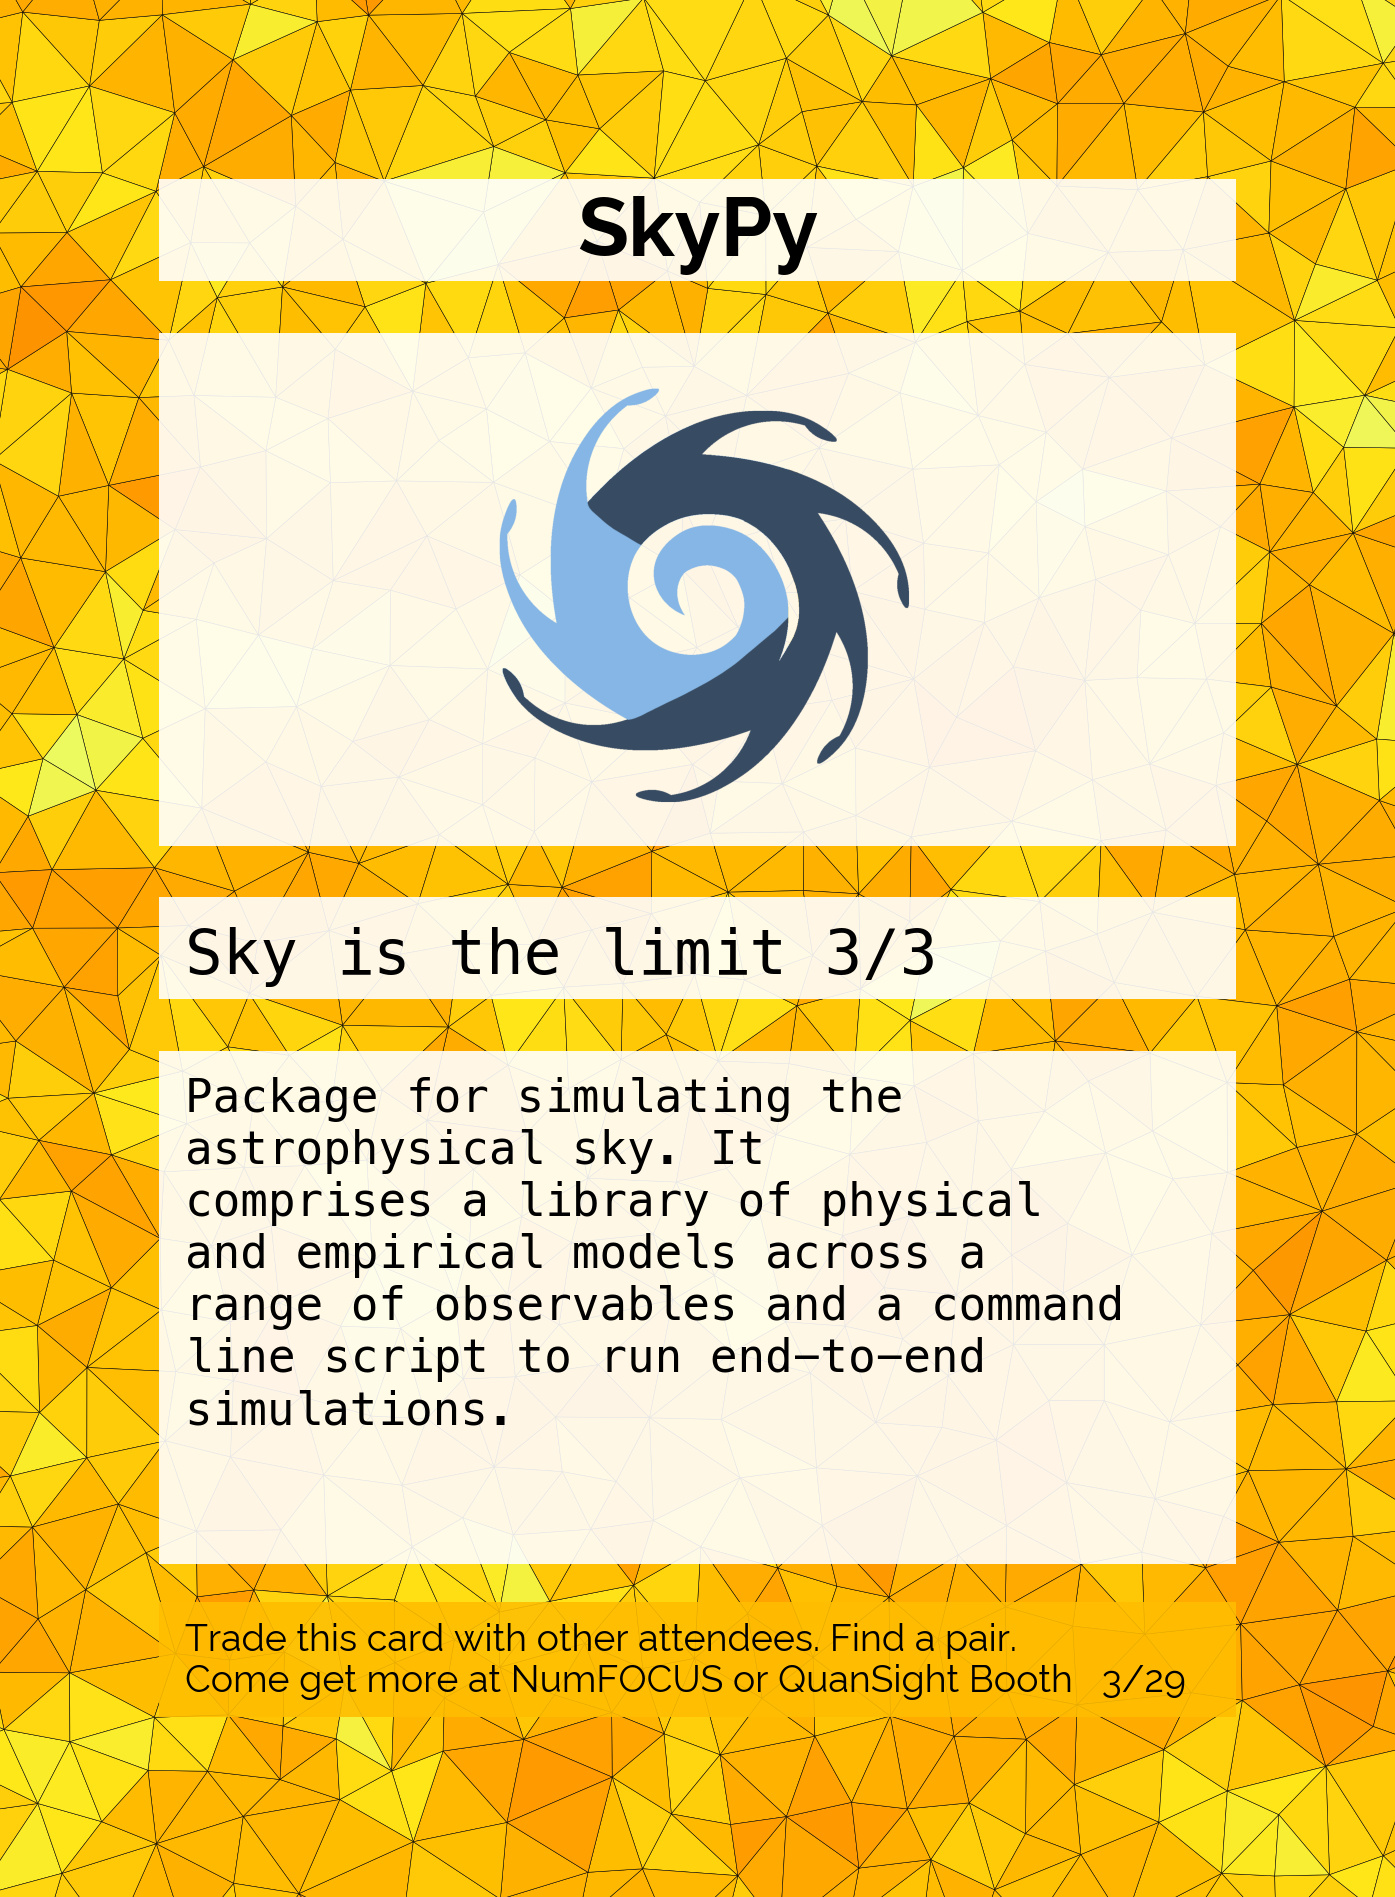 SkyPy
Sky is the limit 3/3
Package for simulating the
astrophysical sky. It
comprises a library of physical
and empirical models across a
range of observables and a command
line script to run end-to-end
simulations.
Trade this card with other attendees. Find a pair.
Come get more at NumFOCUS or QuanSight Booth 3/29